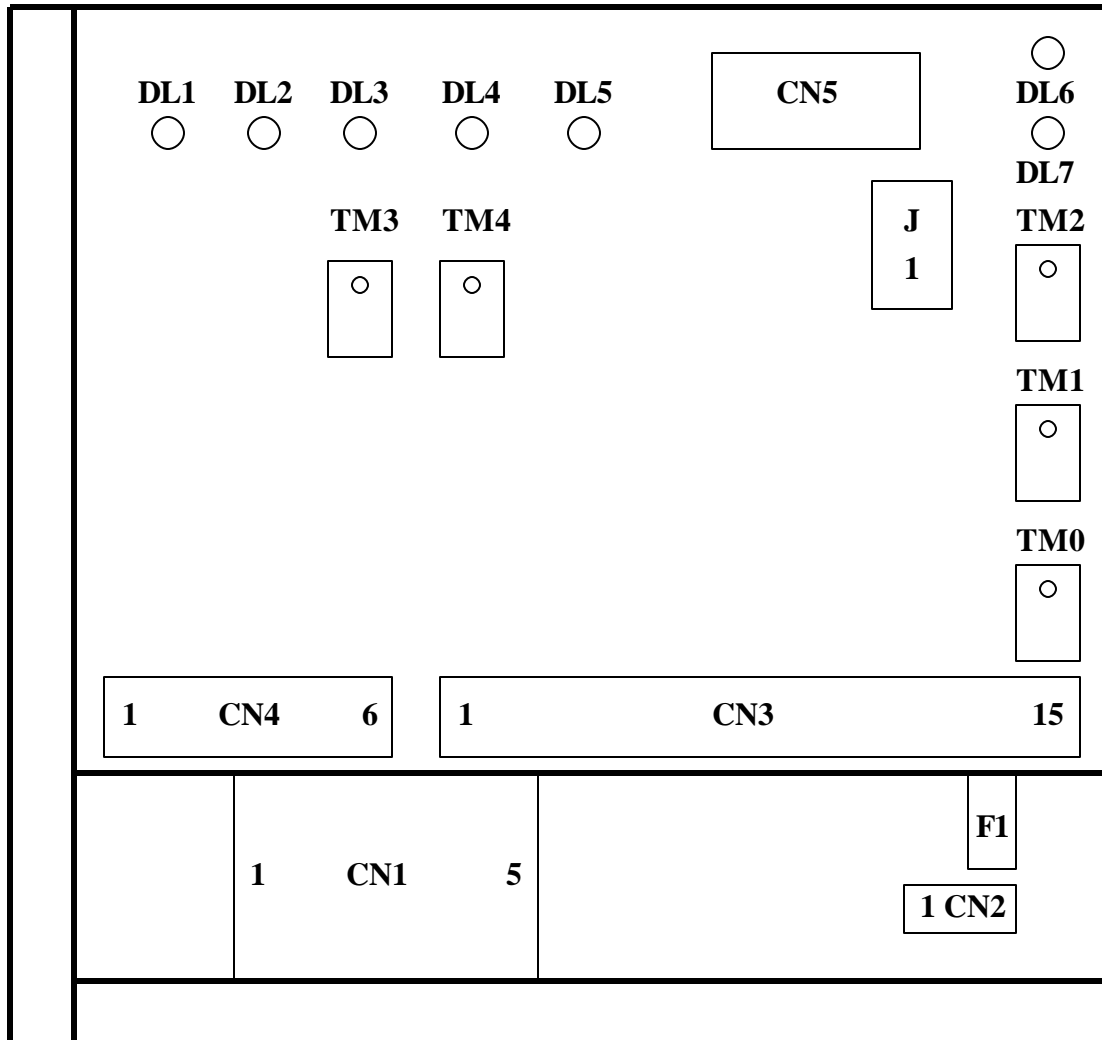 DL1 DL2 DL3 DL4 DL5 CN5 DL6
DL7
TM3 TM4 J TM2
1
TM1
TM0
1 CN4 6 1 CN3 15
F1
1 CN1 5
1 CN2